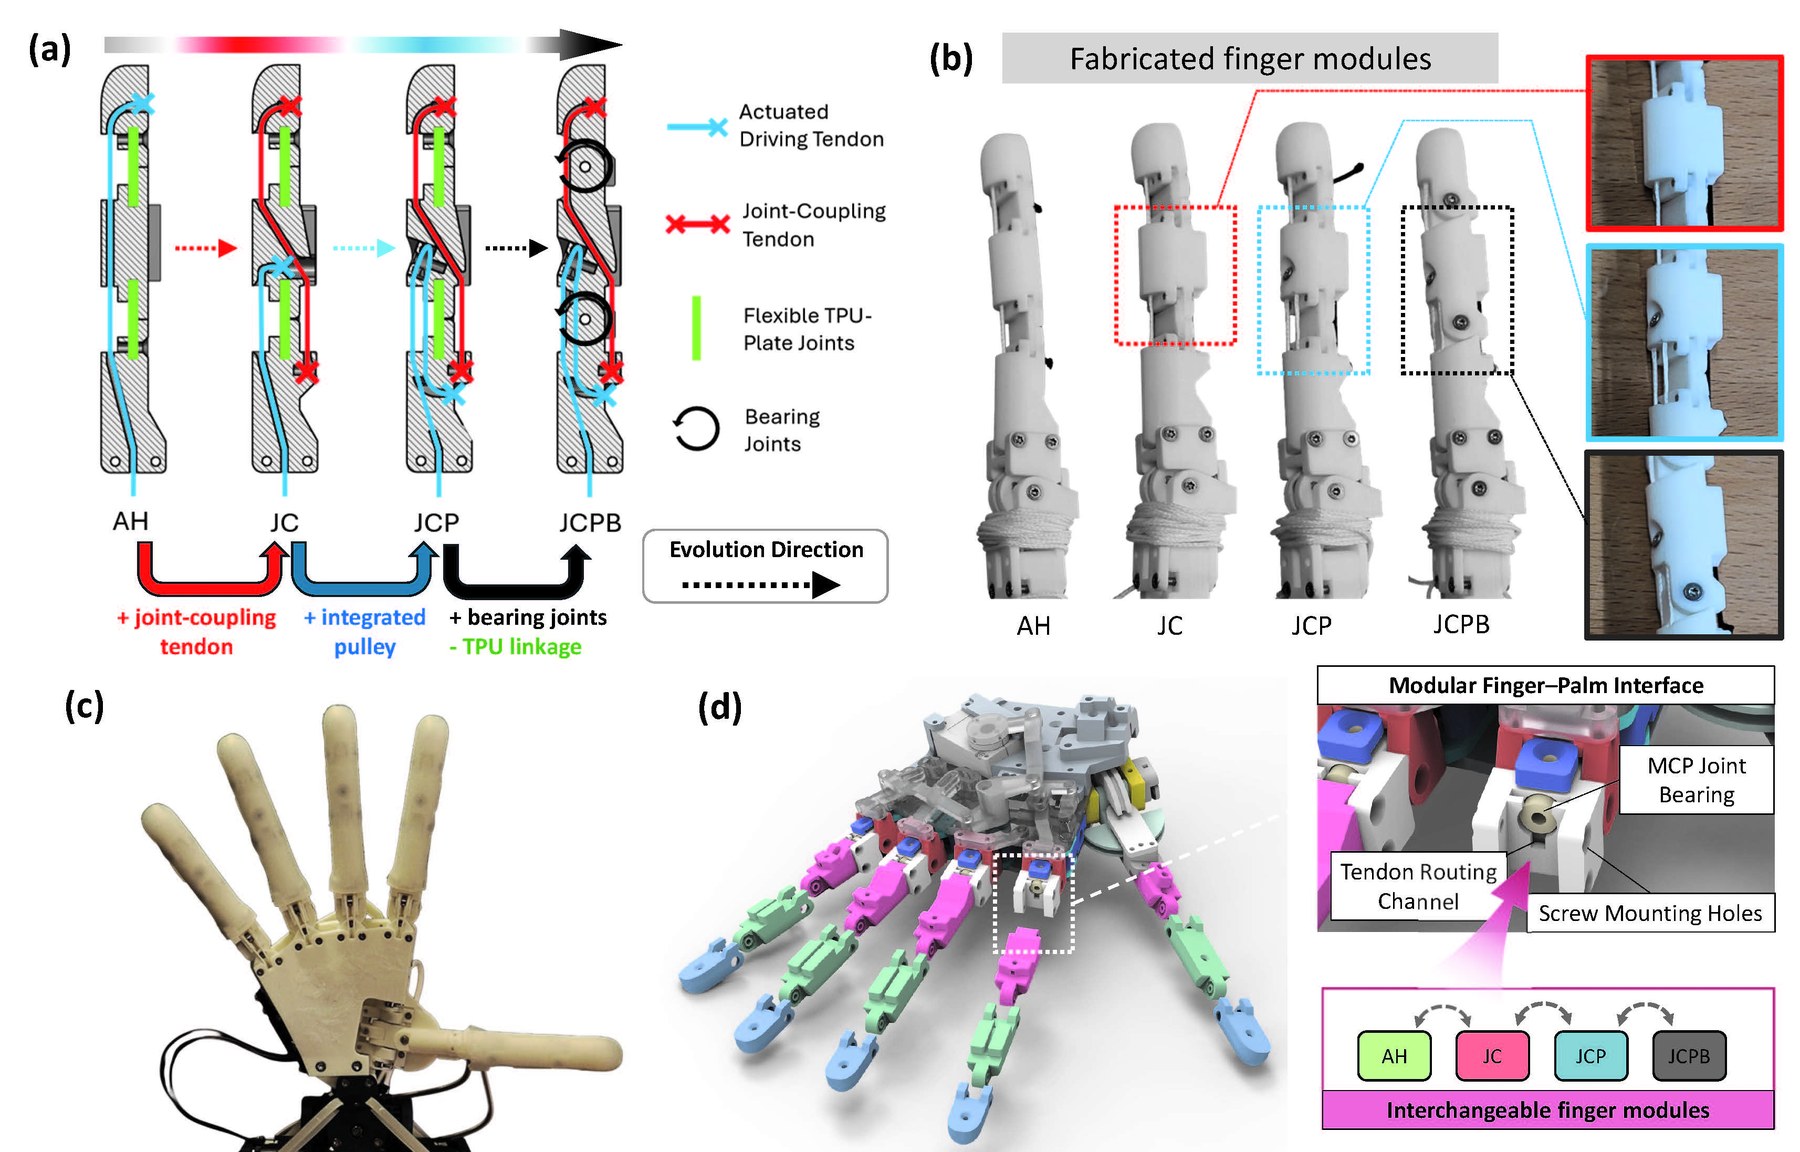 (a)
Actuated
Driving Tendon
Joint-Coupling
Tendon
Flexible TPU-
Plate Joints
Bearing
Joints
AH
JC
JCP
JCPB
+ joint-coupling
tendon
+ integrated
pulley
+ bearing joints
- TPU linkage
Evolution Direction
(b)
Fabricated finger modules
AH
JC
JCP
JCPB
(c)
(d)
Modular Finger–Palm Interface
MCP Joint
Bearing
Tendon Routing
Channel
Screw Mounting Holes
AH
JC
JCP
JCPB
Interchangeable finger modules